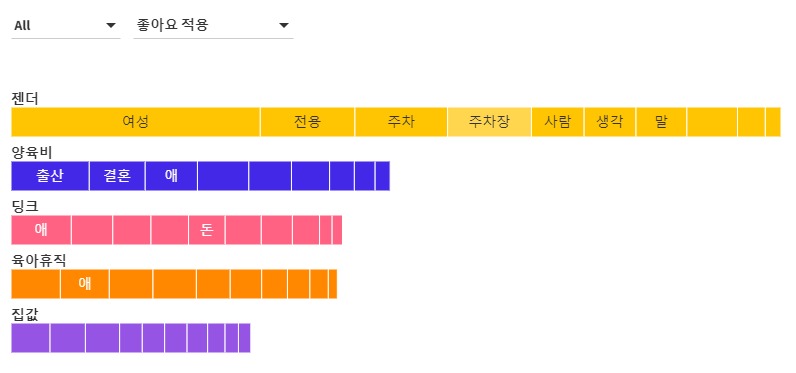 All 좋아요 적용
젠더
여성 전용 주차 주차장 사람 생각 말
양육비
출산 결혼 애
딩크
애 돈
육아휴직
애
집값